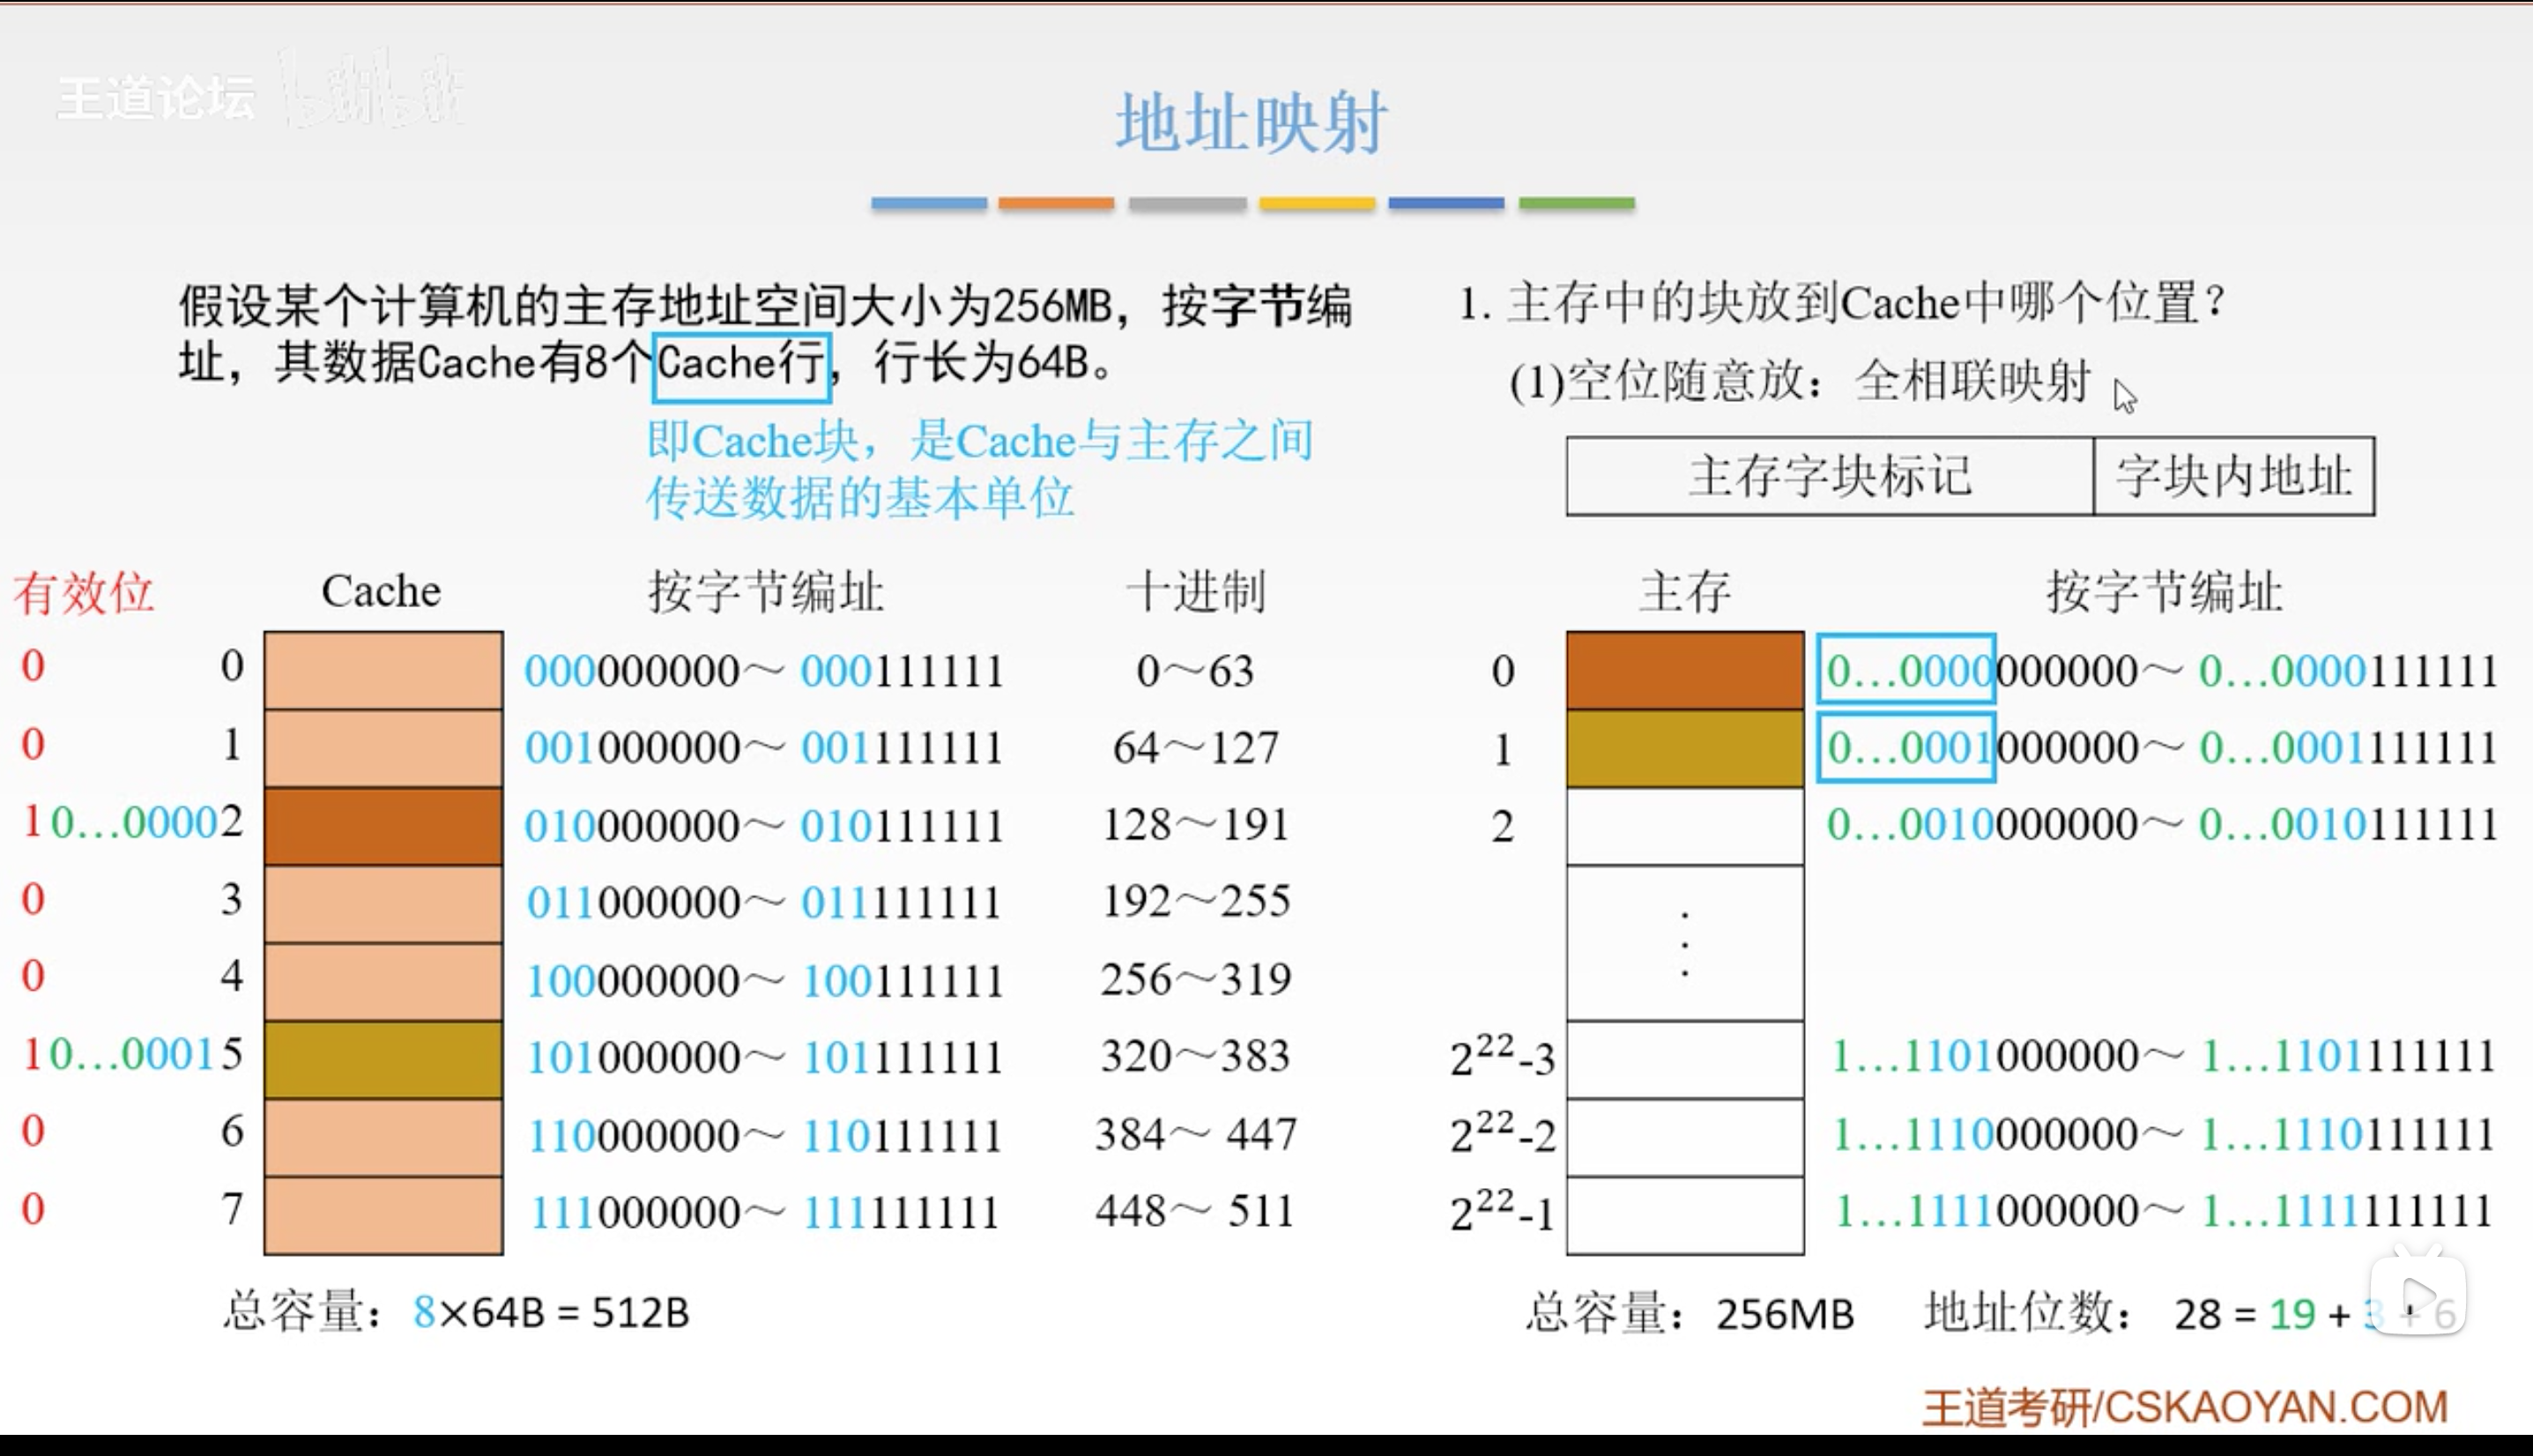 王道论坛 bilibili
地址映射
假设某个计算机的主存地址空间大小为256MB，按字节编
址，其数据Cache有8个Cache行，行长为64B。
即Cache块，是Cache与主存之间
传送数据的基本单位
1. 主存中的块放到Cache中哪个位置？
(1)空位随意放：全相联映射
主存字块标记 字块内地址
有效位 Cache 按字节编址 十进制
0 0 000000000～ 000111111 0～63
0 1 001000000～ 001111111 64～127
1 0…00002 010000000～ 010111111 128～191
0 3 011000000～ 011111111 192～255
0 4 100000000～ 100111111 256～319
1 0…00015 101000000～ 101111111 320～383
0 6 110000000～ 110111111 384～ 447
0 7 111000000～ 111111111 448～ 511
总容量：8×64B = 512B
主存 按字节编址
0 0…0000000000～ 0…0000111111
1 0…0001000000～ 0…0001111111
2 0…0010000000～ 0…0010111111
⋮
2²²-3 1…1101000000～ 1…1101111111
2²²-2 1…1110000000～ 1…1110111111
2²²-1 1…1111000000～ 1…1111111111
总容量：256MB 地址位数： 28 = 19 + 3 + 6
王道考研/CSKAOYAN.COM